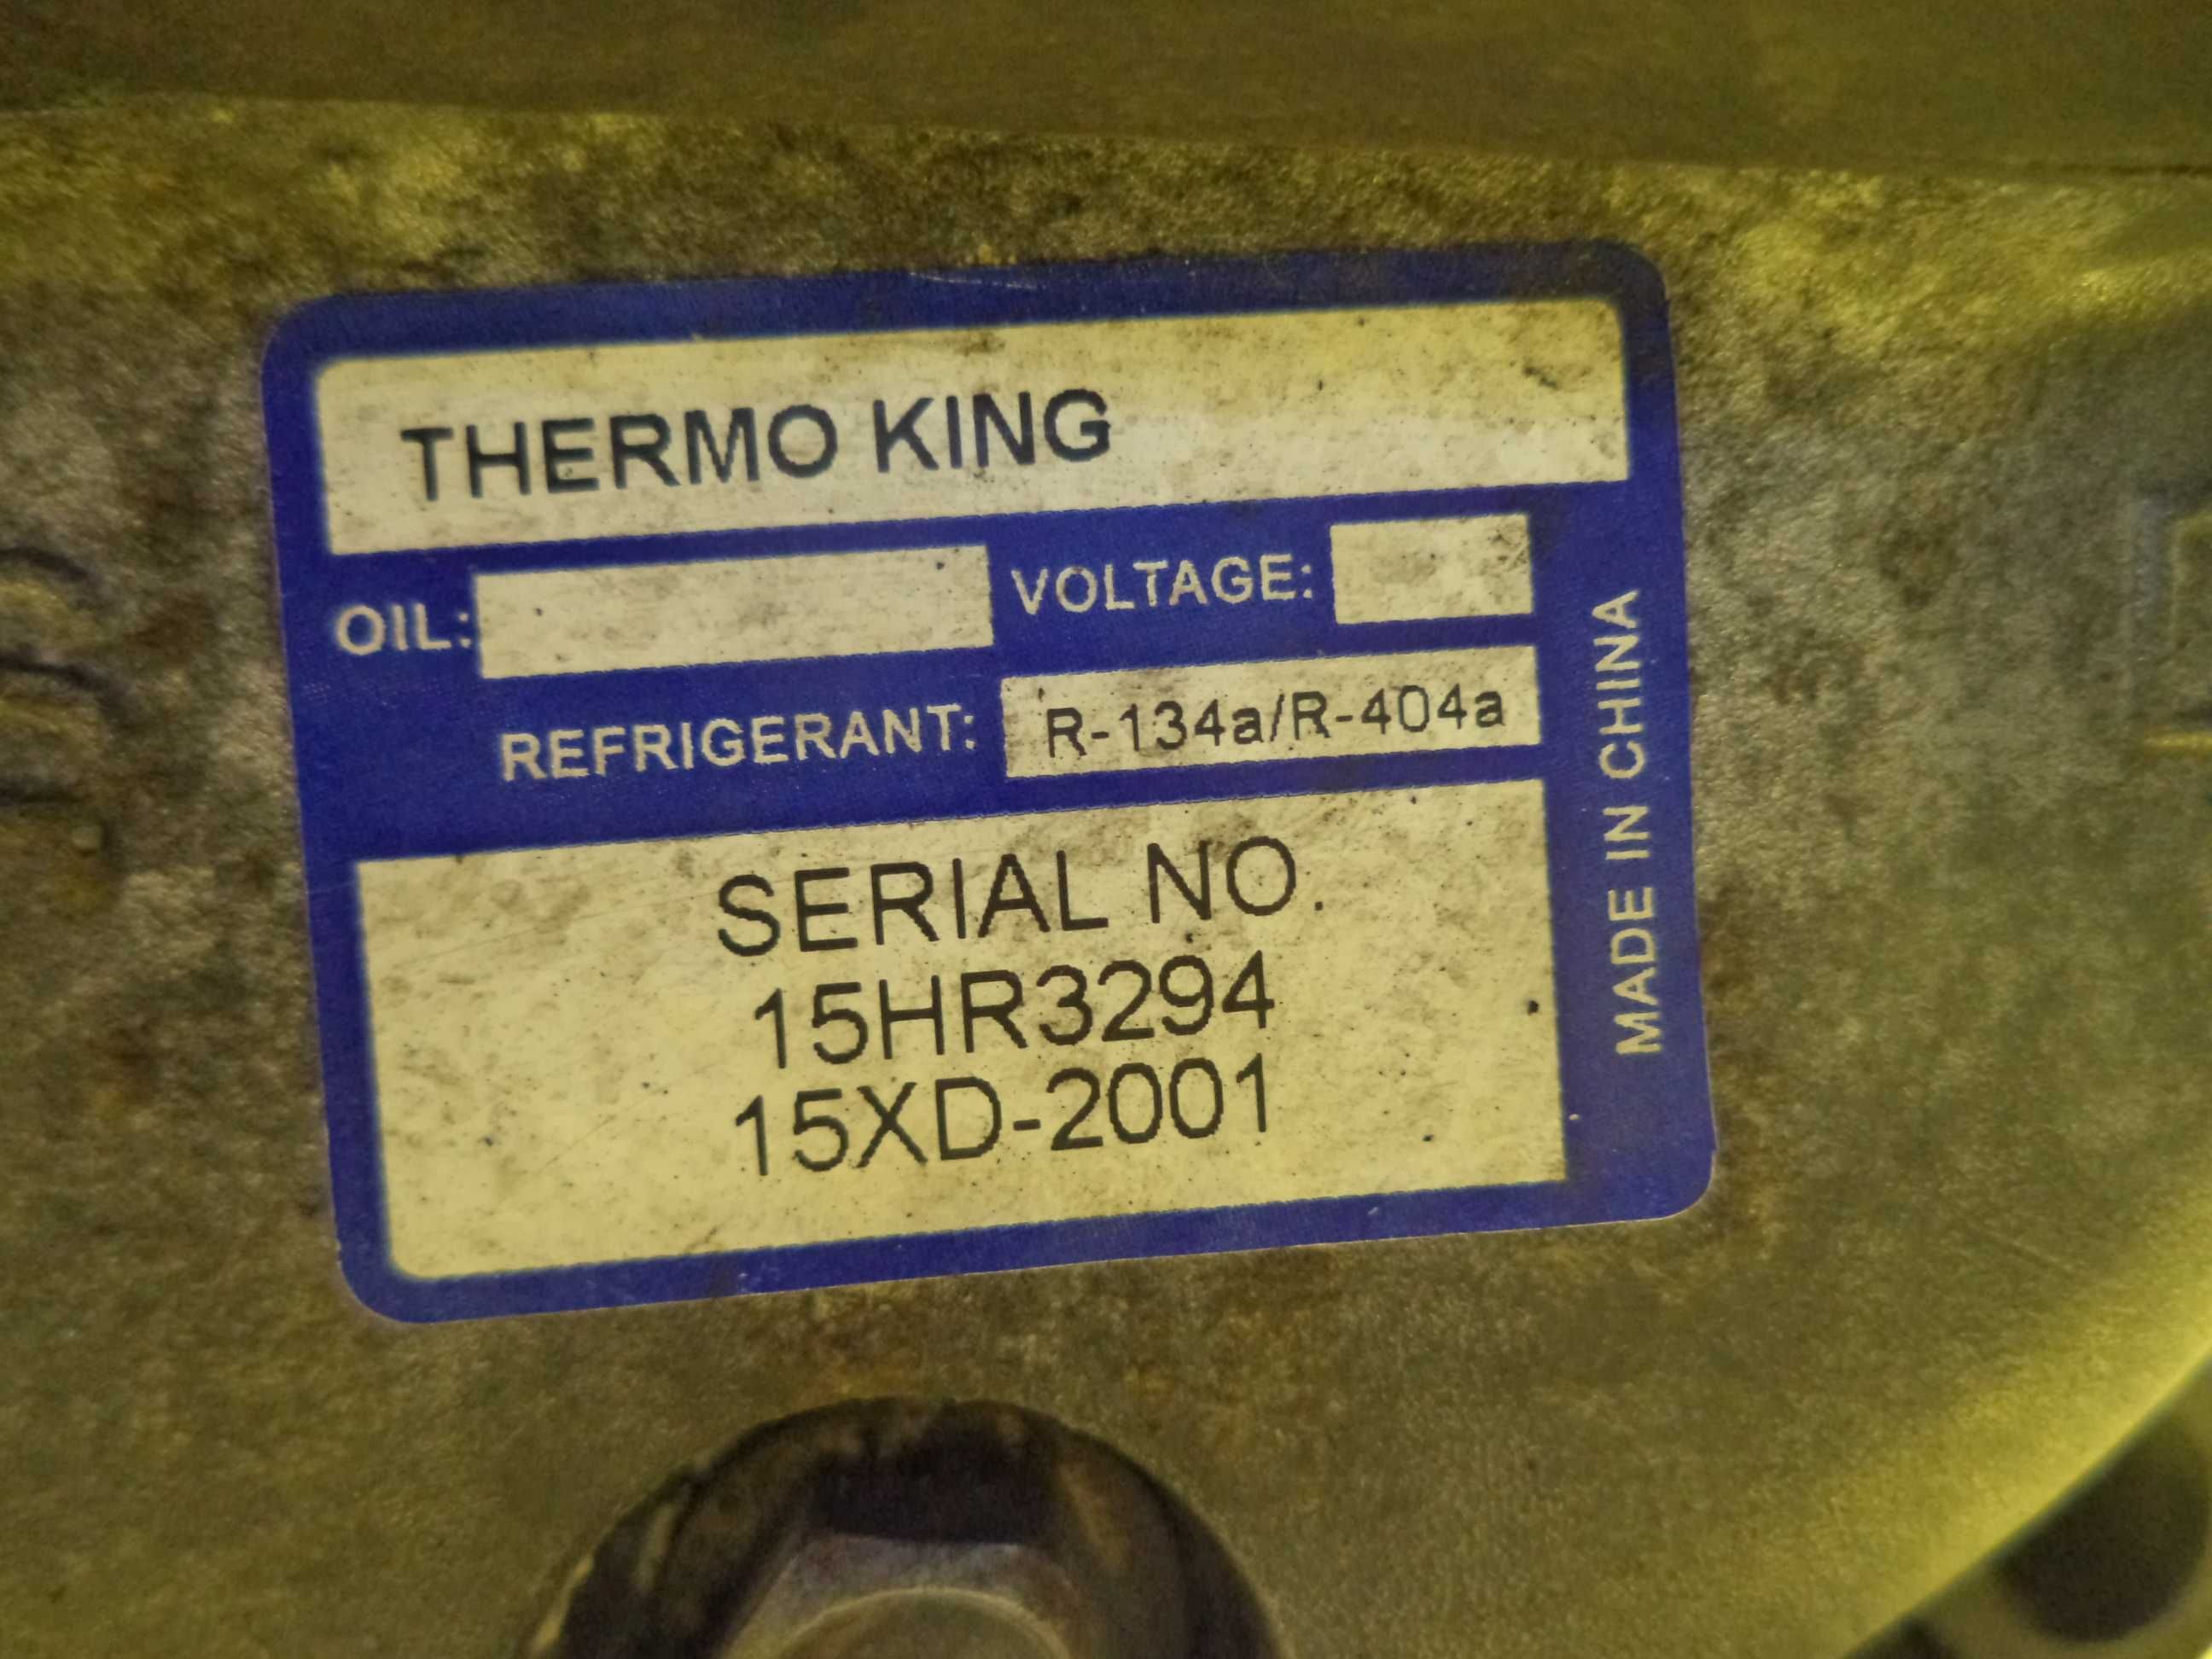 THERMO KING
OIL: VOLTAGE:
REFRIGERANT: R-134a/R-404a
SERIAL NO.
15HR3294
15XD-2001
MADE IN CHINA